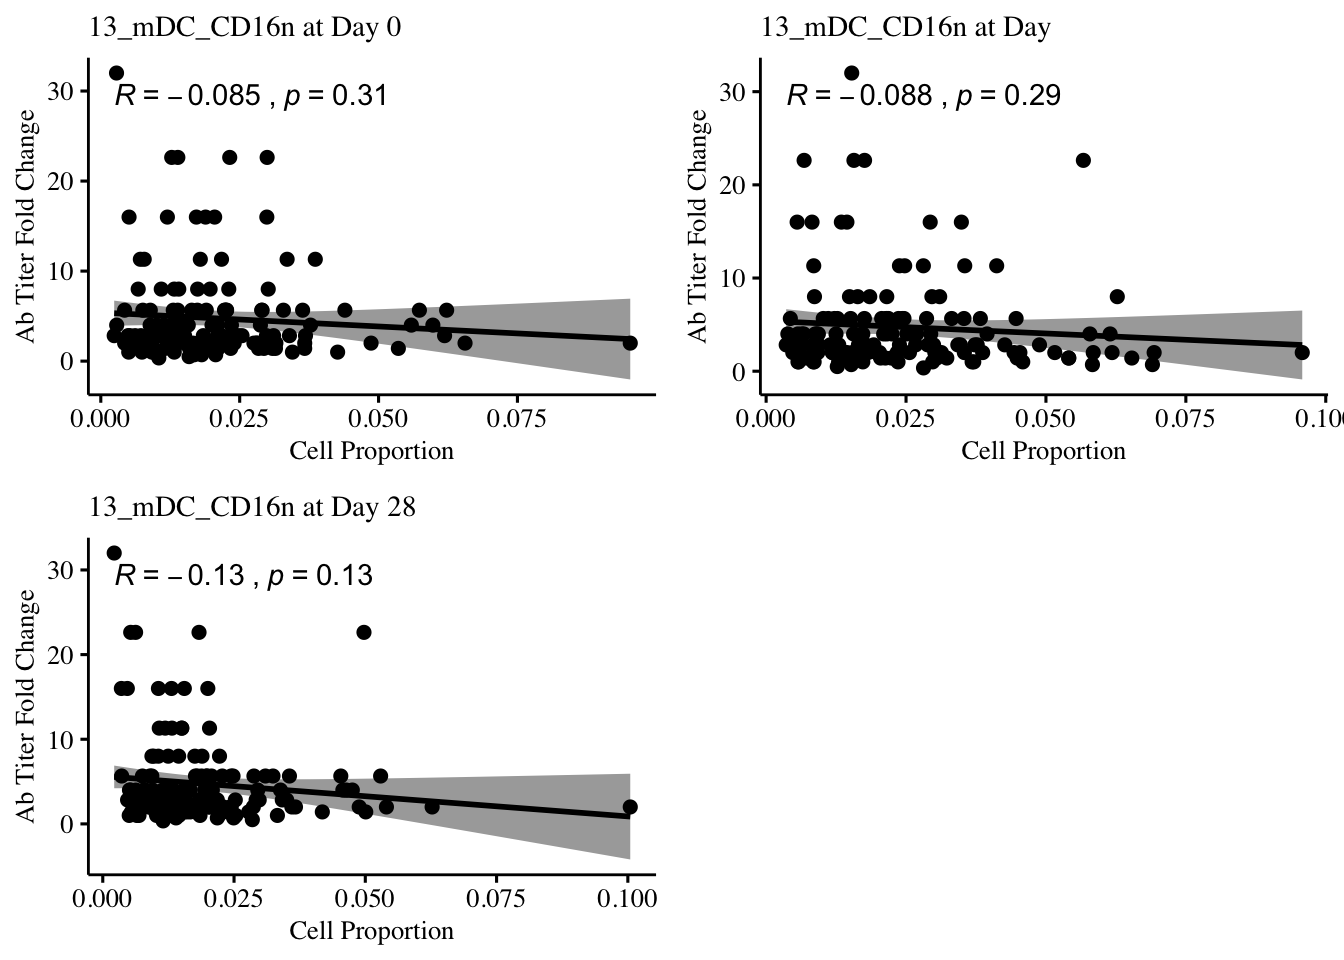 13_mDC_CD16n at Day 0
R = −0.085 , p = 0.31
30
20
10
0
Ab Titer Fold Change
0.000 0.025 0.050 0.075
Cell Proportion
13_mDC_CD16n at Day
R = −0.088 , p = 0.29
30
20
10
0
Ab Titer Fold Change
0.000 0.025 0.050 0.075 0.100
Cell Proportion
13_mDC_CD16n at Day 28
R = −0.13 , p = 0.13
30
20
10
0
Ab Titer Fold Change
0.000 0.025 0.050 0.075 0.100
Cell Proportion